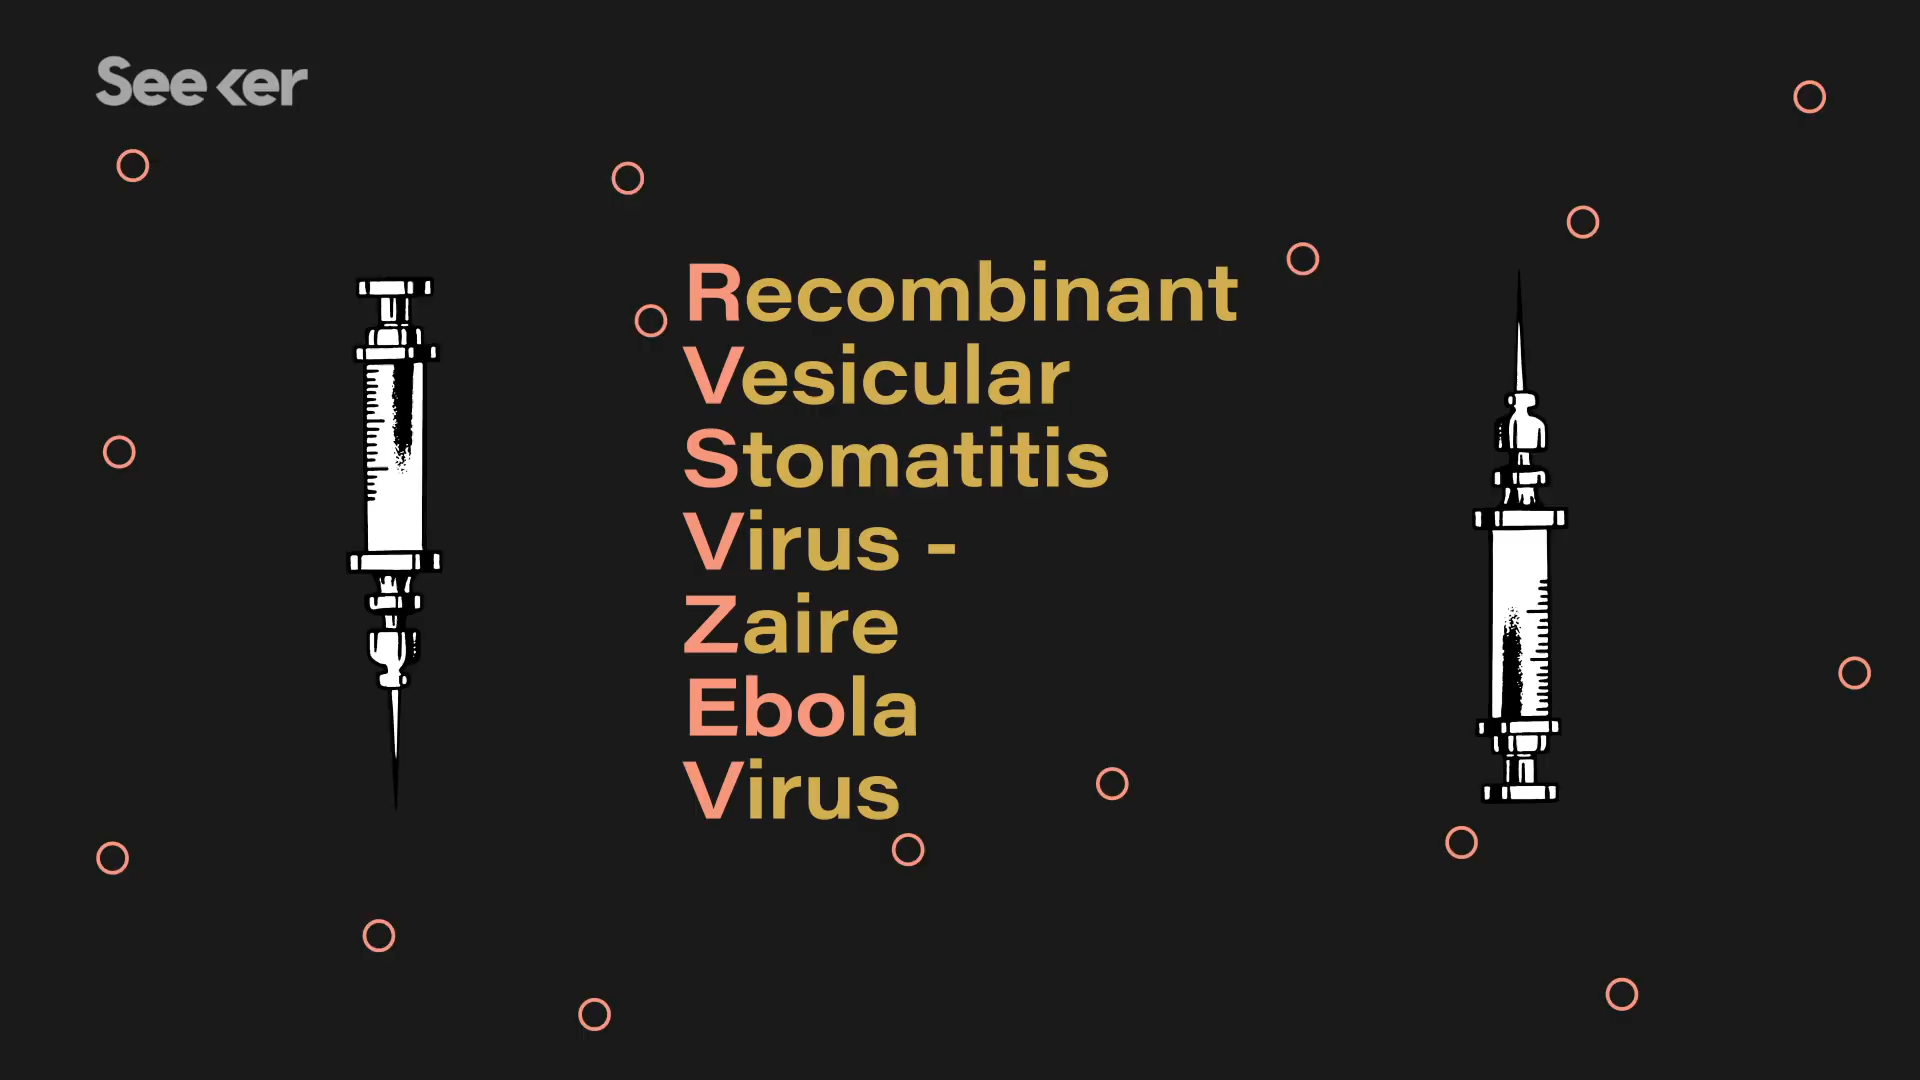 Seeker
Recombinant
Vesicular
Stomatitis
Virus -
Zaire
Ebola
Virus